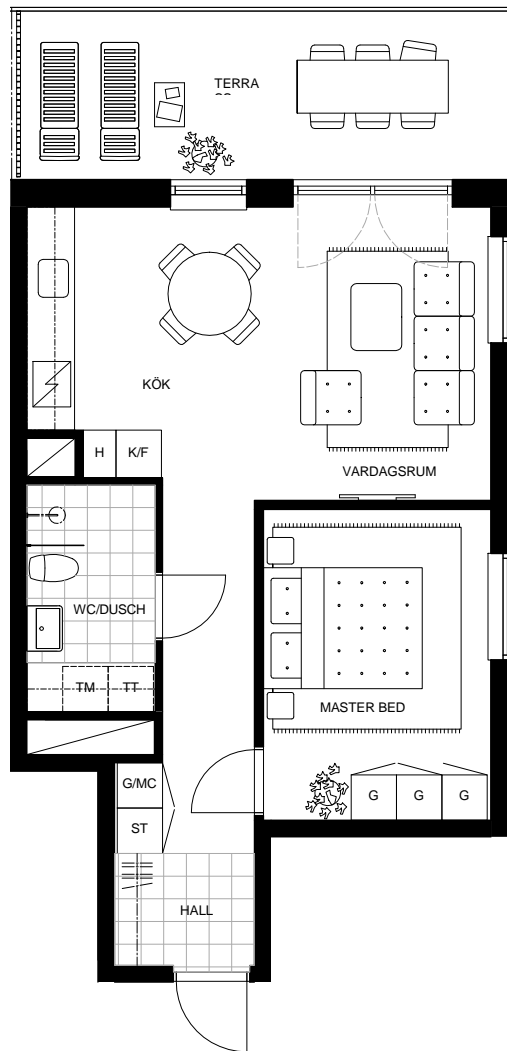 TERRA
KÖK
H K/F
VARDAGSRUM
WC/DUSCH
TM TT
MASTER BED
G/MC
G G G
ST
HALL